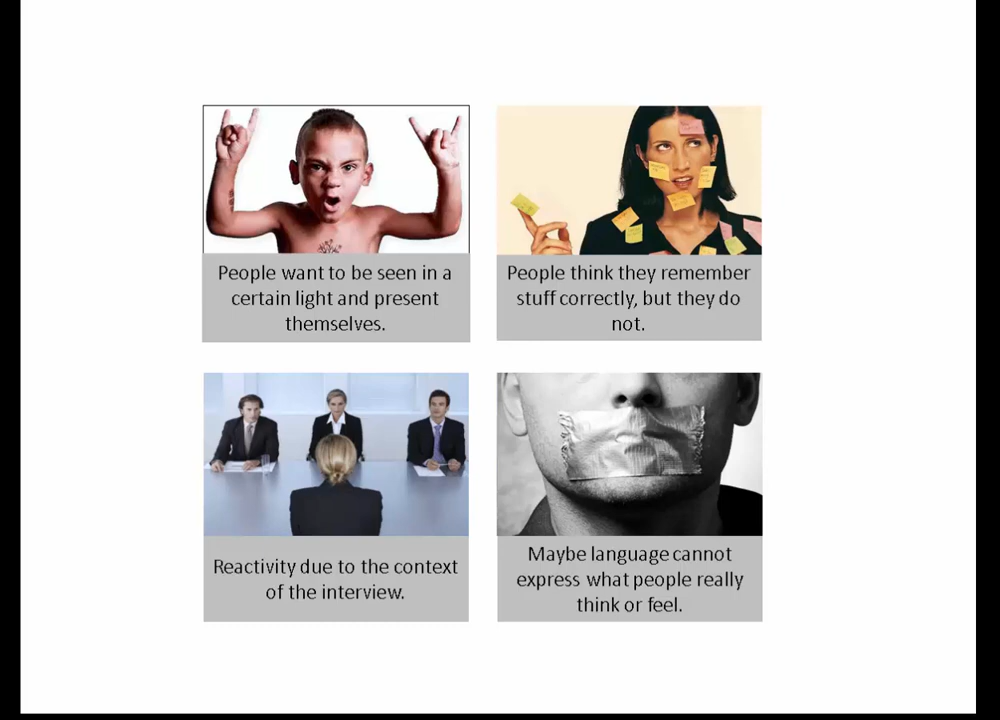 People want to be seen in a
certain light and present
themselves.
People think they remember
stuff correctly, but they do
not.
Reactivity due to the context
of the interview.
Maybe language cannot
express what people really
think or feel.